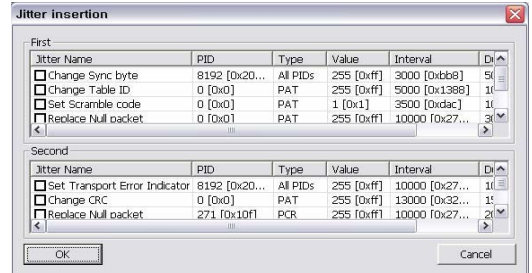 Jitter insertion
First
Jitter Name PID Type Value Interval
Change Sync byte 8192 [0x20... All PIDs 255 [0xff] 3000 [0xbb8]
Change Table ID 0 [0x0] PAT 255 [0xff] 5000 [0x1388]
Set Scramble code 0 [0x0] PAT 1 [0x1] 3500 [0xdac]
Replace Null packet 0 [0x0] PAT 255 [0xff] 10000 [0x27...
Second
Jitter Name PID Type Value Interval
Set Transport Error Indicator 8192 [0x20... All PIDs 255 [0xff] 10000 [0x27...
Change CRC 0 [0x0] PAT 255 [0xff] 13000 [0x32...
Replace Null packet 271 [0x10f] PCR 255 [0xff] 10000 [0x27...
OK Cancel